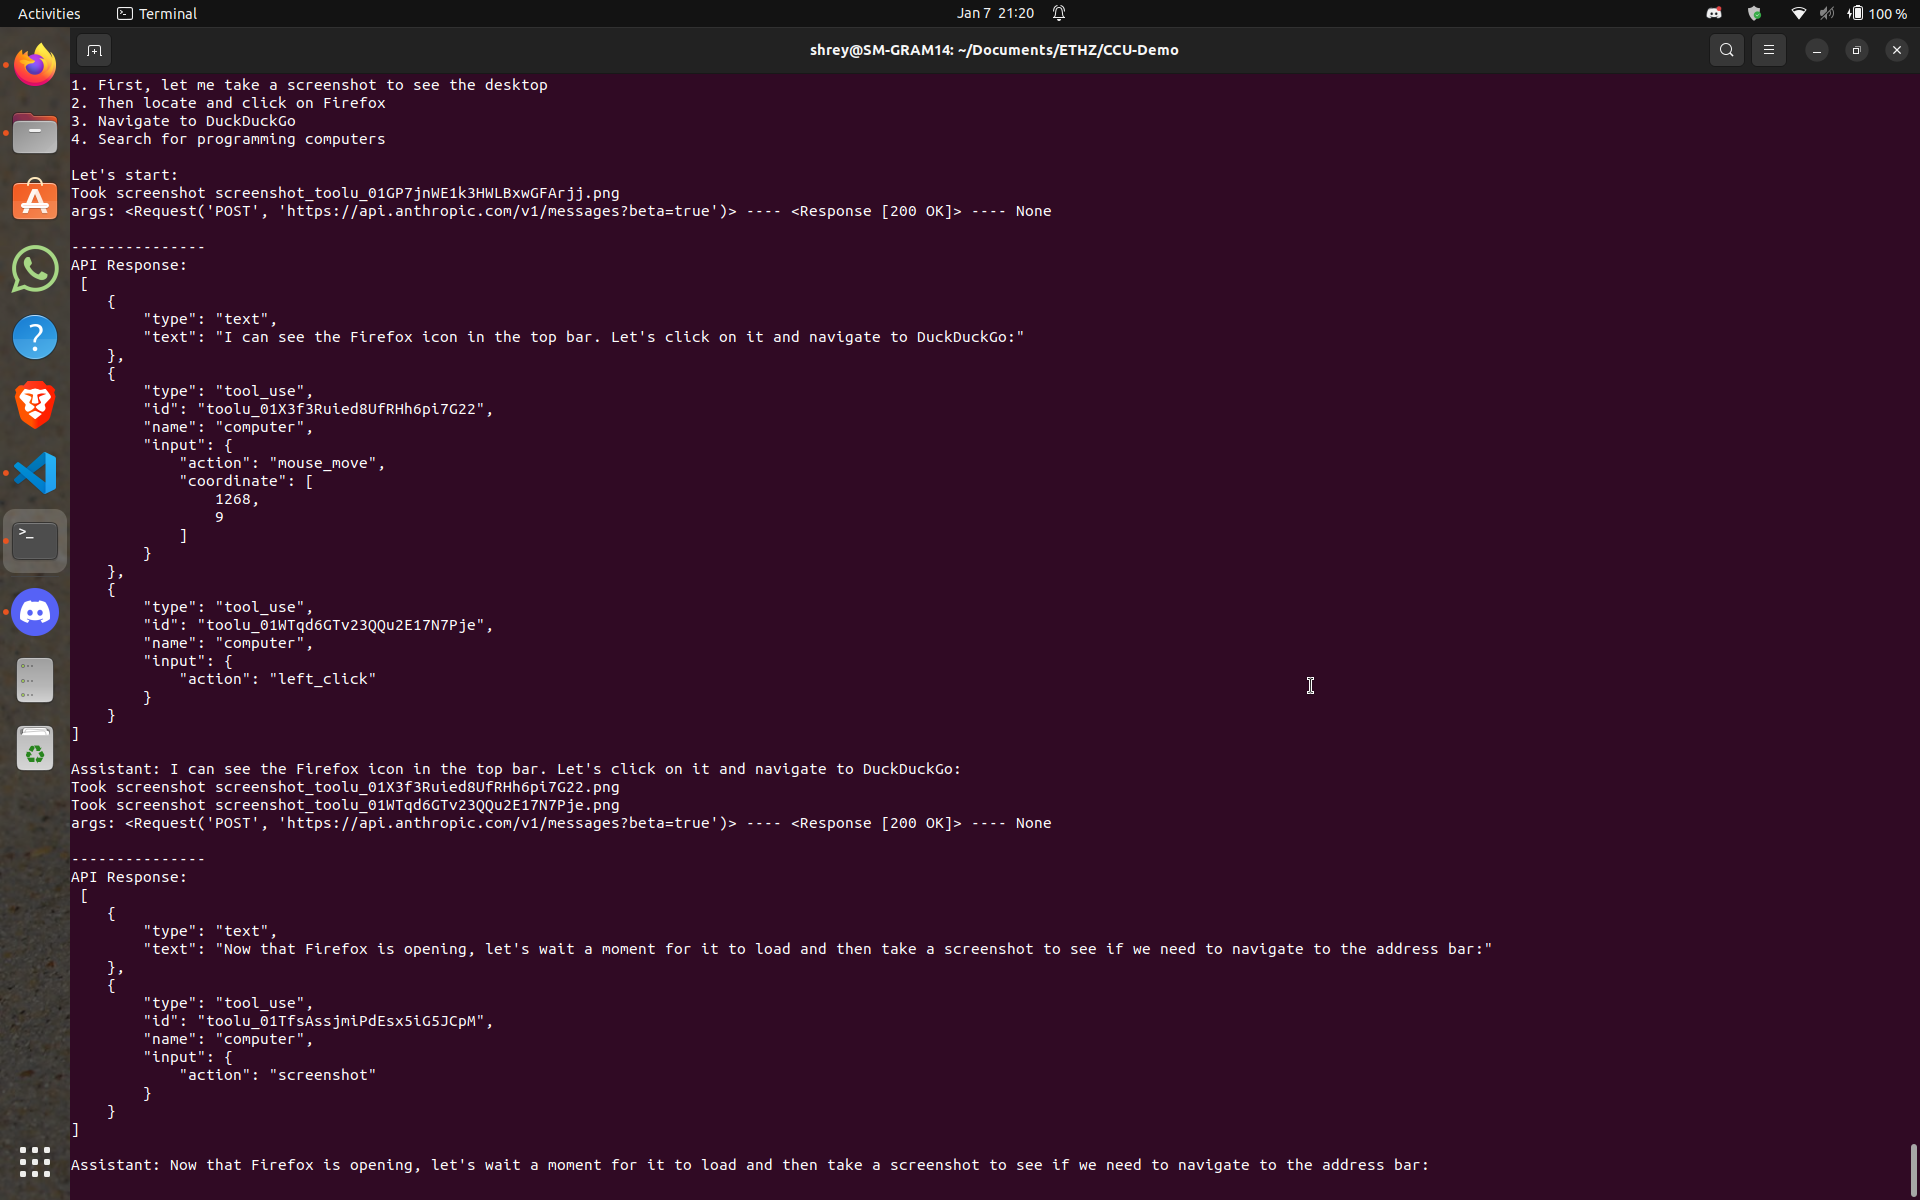 Activities
Terminal
Jan 7 21:20
100 %
shrey@SM-GRAM14: ~/Documents/ETHZ/CCU-Demo
1. First, let me take a screenshot to see the desktop
2. Then locate and click on Firefox
3. Navigate to DuckDuckGo
4. Search for programming computers
Let's start:
Took screenshot screenshot_toolu_01GP7jnWE1k3HWLBxwGFArjj.png
args: <Request('POST', 'https://api.anthropic.com/v1/messages?beta=true')> ---- <Response [200 OK]> ---- None
---------------
API Response:
[
{
"type": "text",
"text": "I can see the Firefox icon in the top bar. Let's click on it and navigate to DuckDuckGo:"
},
{
"type": "tool_use",
"id": "toolu_01X3f3Ruied8UfRHh6pi7G22",
"name": "computer",
"input": {
"action": "mouse_move",
"coordinate": [
1268,
9
]
}
},
{
"type": "tool_use",
"id": "toolu_01WTqd6GTv23QQu2E17N7Pje",
"name": "computer",
"input": {
"action": "left_click"
}
}
]
Assistant: I can see the Firefox icon in the top bar. Let's click on it and navigate to DuckDuckGo:
Took screenshot screenshot_toolu_01X3f3Ruied8UfRHh6pi7G22.png
Took screenshot screenshot_toolu_01WTqd6GTv23QQu2E17N7Pje.png
args: <Request('POST', 'https://api.anthropic.com/v1/messages?beta=true')> ---- <Response [200 OK]> ---- None
---------------
API Response:
[
{
"type": "text",
"text": "Now that Firefox is opening, let's wait a moment for it to load and then take a screenshot to see if we need to navigate to the address bar:"
},
{
"type": "tool_use",
"id": "toolu_01TfsAssjmiPdEsx5iG5JCpM",
"name": "computer",
"input": {
"action": "screenshot"
}
}
]
Assistant: Now that Firefox is opening, let's wait a moment for it to load and then take a screenshot to see if we need to navigate to the address bar: